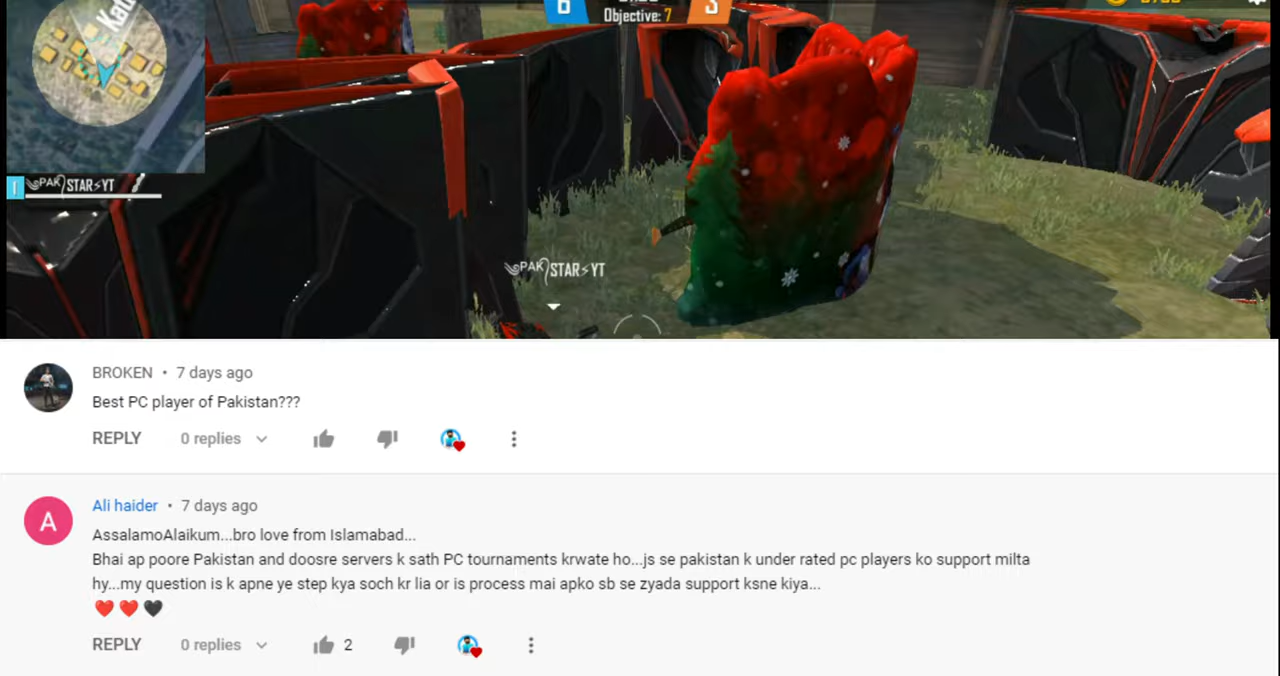 6
3
Objective: 7
PAK STAR⚡YT
PAK STAR⚡YT
BROKEN • 7 days ago
Best PC player of Pakistan???
REPLY 0 replies
Ali haider • 7 days ago
A
AssalamoAlaikum...bro love from Islamabad...
Bhai ap poore Pakistan and doosre servers k sath PC tournaments krwate ho...js se pakistan k under rated pc players ko support milta
hy...my question is k apne ye step kya soch kr lia or is process mai apko sb se zyada support ksne kiya...
❤️ ❤️ 🖤
REPLY 0 replies 2